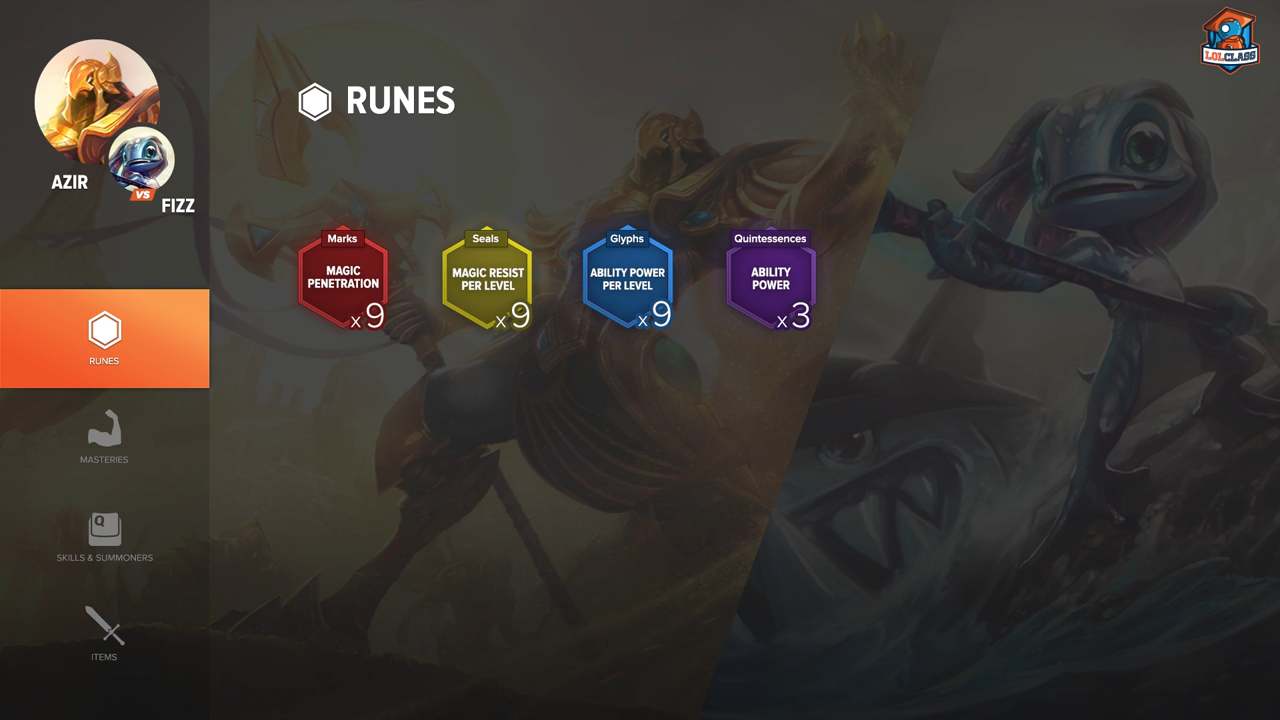 LOLCLASS
RUNES
AZIR
VS
FIZZ
Marks
MAGIC
PENETRATION
x9
Seals
MAGIC RESIST
PER LEVEL
x9
Glyphs
ABILITY POWER
PER LEVEL
x9
Quintessences
ABILITY
POWER
x3
RUNES
MASTERIES
Q
SKILLS & SUMMONERS
ITEMS